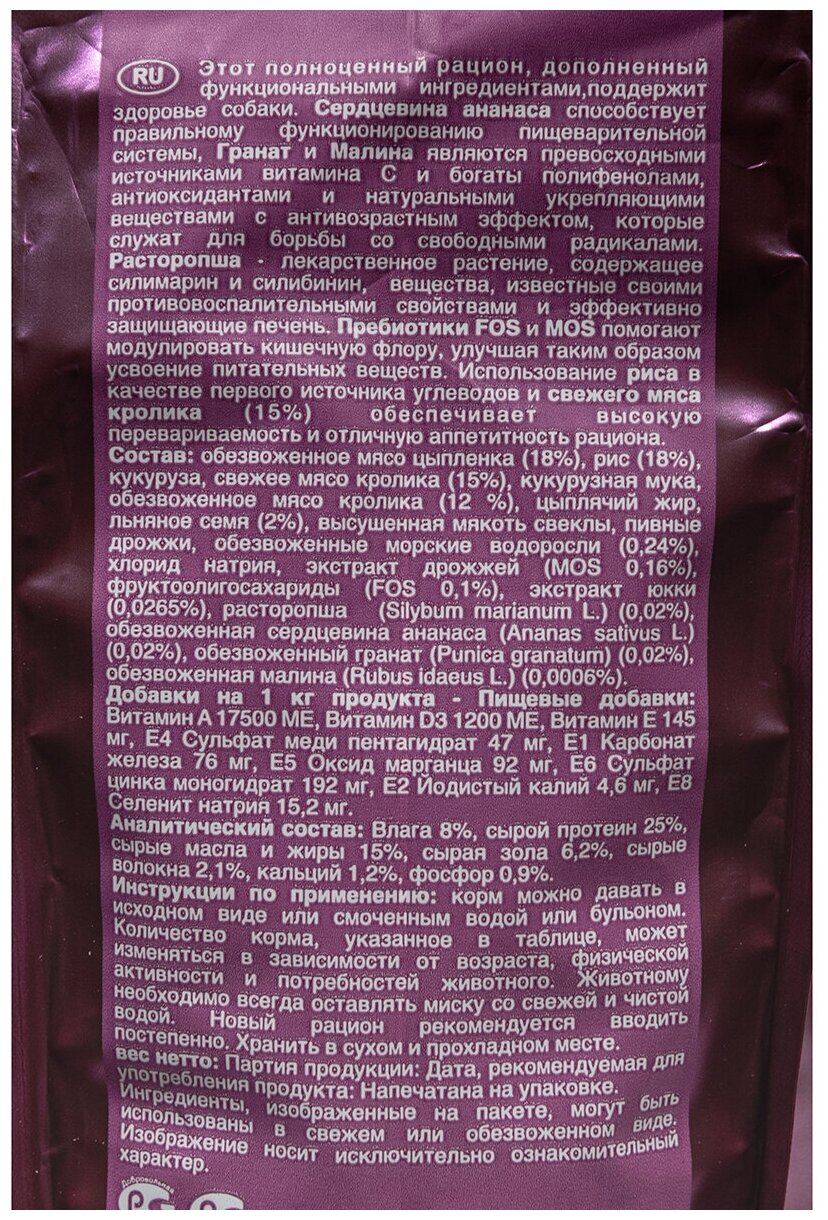 RU
Этот полноценный рацион, дополненный
функциональными ингредиентами,поддержит
здоровье собаки. Сердцевина ананаса способствует
правильному функционированию пищеварительной
системы, Гранат и Малина являются превосходными
источниками витамина С и богаты полифенолами,
антиоксидантами и натуральными укрепляющими
веществами с антивозрастным эффектом, которые
служат для борьбы со свободными радикалами.
Расторопша - лекарственное растение, содержащее
силимарин и силибинин, вещества, известные своими
противовоспалительными свойствами и эффективно
защищающие печень. Пребиотики FOS и MOS помогают
модулировать кишечную флору, улучшая таким образом
усвоение питательных веществ. Использование риса в
качестве первого источника углеводов и свежего мяса
кролика (15%) обеспечивает высокую
перевариваемость и отличную аппетитность рациона.
Состав: обезвоженное мясо цыпленка (18%), рис (18%),
кукуруза, свежее мясо кролика (15%), кукурузная мука,
обезвоженное мясо кролика (12 %), цыплячий жир,
льняное семя (2%), высушенная мякоть свеклы, пивные
дрожжи, обезвоженные морские водоросли (0,24%),
хлорид натрия, экстракт дрожжей (MOS 0,16%),
фруктоолигосахариды (FOS 0,1%), экстракт юкки
(0,0265%), расторопша (Silybum marianum L.) (0,02%),
обезвоженная сердцевина ананаса (Ananas sativus L.)
(0,02%), обезвоженный гранат (Punica granatum) (0,02%),
обезвоженная малина (Rubus idaeus L.) (0,0006%).
Добавки на 1 кг продукта - Пищевые добавки:
Витамин А 17500 МЕ, Витамин D3 1200 МЕ, Витамин Е 145
мг, Е4 Сульфат меди пентагидрат 47 мг, Е1 Карбонат
железа 76 мг, Е5 Оксид марганца 92 мг, Е6 Сульфат
цинка моногидрат 192 мг, Е2 Йодистый калий 4,6 мг, Е8
Селенит натрия 15,2 мг.
Аналитический состав: Влага 8%, сырой протеин 25%,
сырые масла и жиры 15%, сырая зола 6,2%, сырые
волокна 2,1%, кальций 1,2%, фосфор 0,9%.
Инструкции по применению: корм можно давать в
исходном виде или смоченным водой или бульоном.
Количество корма, указанное в таблице, может
изменяться в зависимости от возраста, физической
активности и потребностей животного. Животному
необходимо всегда оставлять миску со свежей и чистой
водой. Новый рацион рекомендуется вводить
постепенно. Хранить в сухом и прохладном месте.
вес нетто: Партия продукции: Дата, рекомендуемая для
употребления продукта: Напечатана на упаковке.
Ингредиенты, изображенные на пакете, могут быть
использованы в свежем или обезвоженном виде.
Изображение носит исключительно ознакомительный
характер.
Добровольная